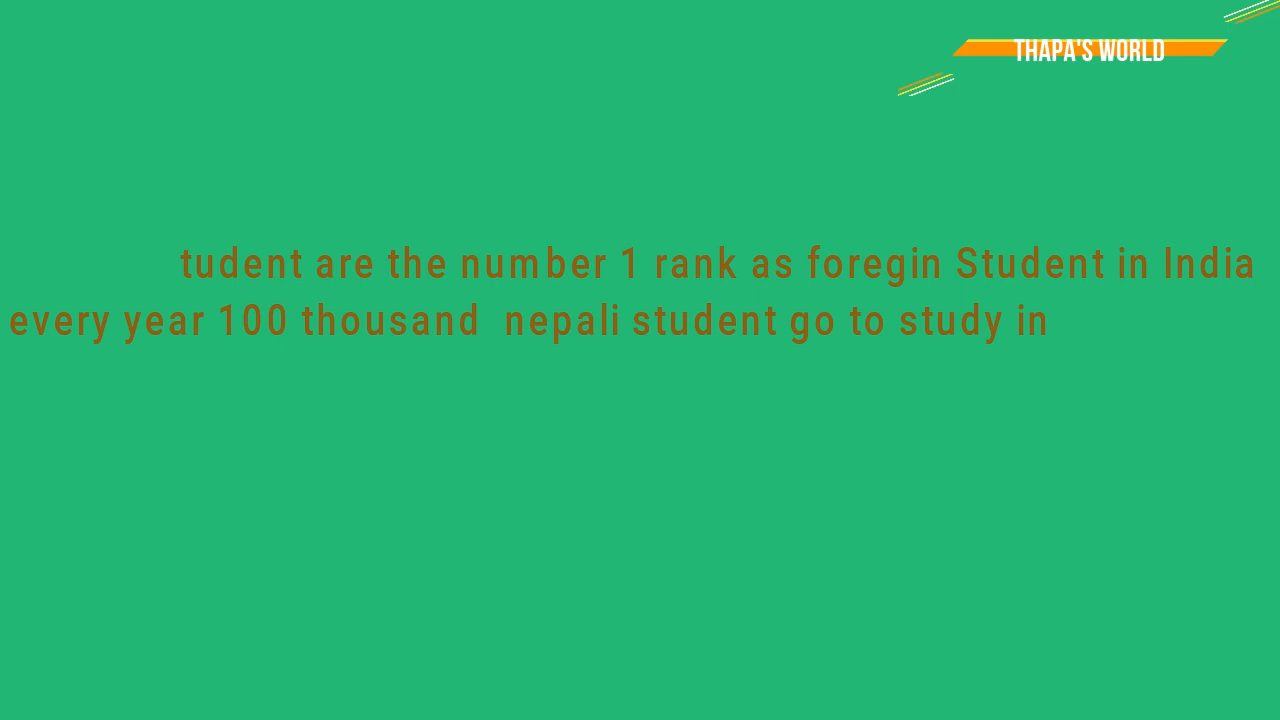 THAPA'S WORLD
tudent are the number 1 rank as foregin Student in India
every year 100 thousand nepali student go to study in